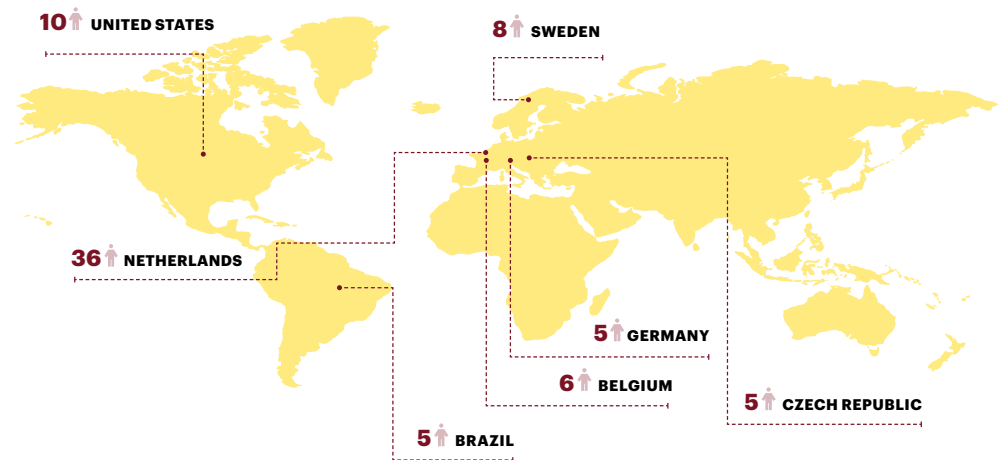 10 UNITED STATES
8 SWEDEN
36 NETHERLANDS
5 GERMANY
6 BELGIUM
5 CZECH REPUBLIC
5 BRAZIL